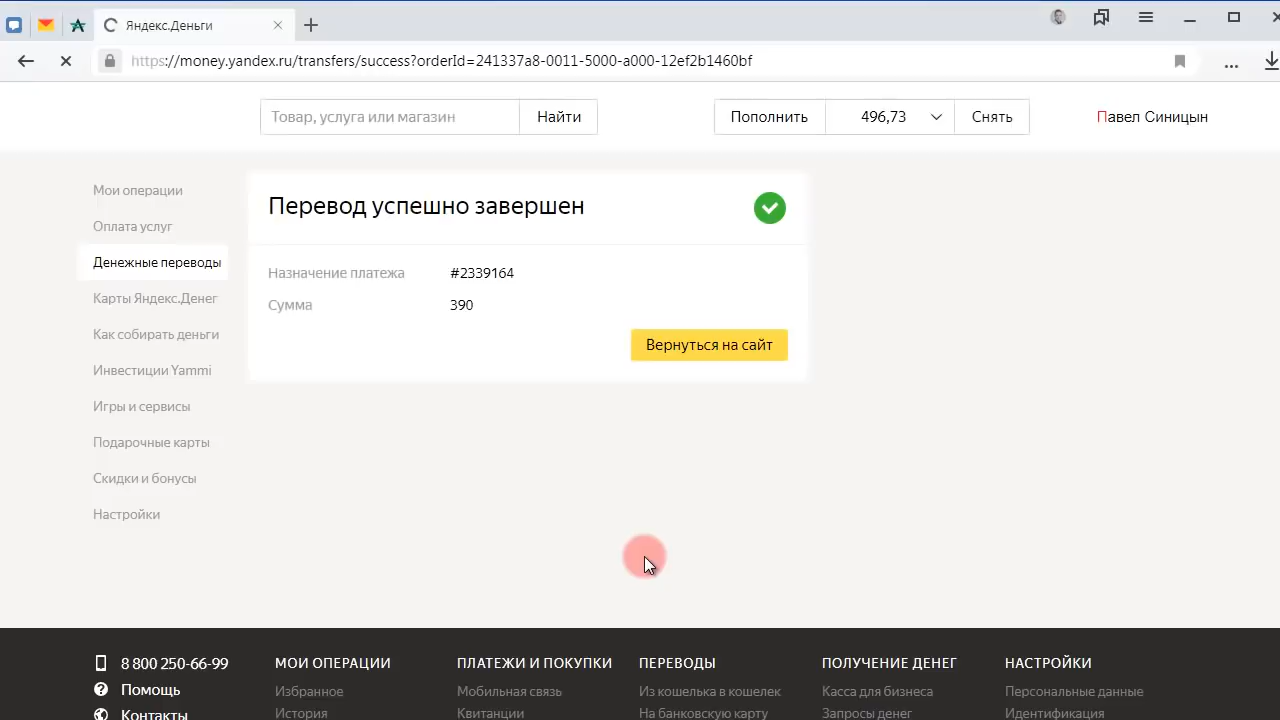 Яндекс.Деньги
https://money.yandex.ru/transfers/success?orderId=241337a8-0011-5000-a000-12ef2b1460bf
Товар, услуга или магазин
Найти
Пополнить
496,73
Снять
Павел Синицын
Мои операции
Оплата услуг
Денежные переводы
Карты Яндекс.Денег
Как собирать деньги
Инвестиции Yammi
Игры и сервисы
Подарочные карты
Скидки и бонусы
Настройки
Перевод успешно завершен
Назначение платежа #2339164
Сумма 390
Вернуться на сайт
8 800 250-66-99
Помощь
Контакты
МОИ ОПЕРАЦИИ
Избранное
История
ПЛАТЕЖИ И ПОКУПКИ
Мобильная связь
Квитанции
ПЕРЕВОДЫ
Из кошелька в кошелек
На банковскую карту
ПОЛУЧЕНИЕ ДЕНЕГ
Касса для бизнеса
Запросы денег
НАСТРОЙКИ
Персональные данные
Идентификация